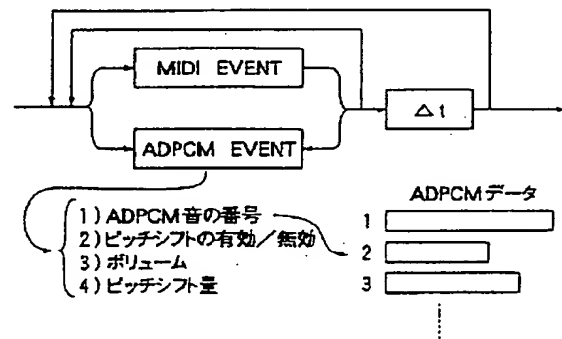 MIDI EVENT
△t
ADPCM EVENT
1)ADPCM音の番号
2)ピッチシフトの有効/無効
3)ボリューム
4)ピッチシフト量
ADPCMデータ
1
2
3